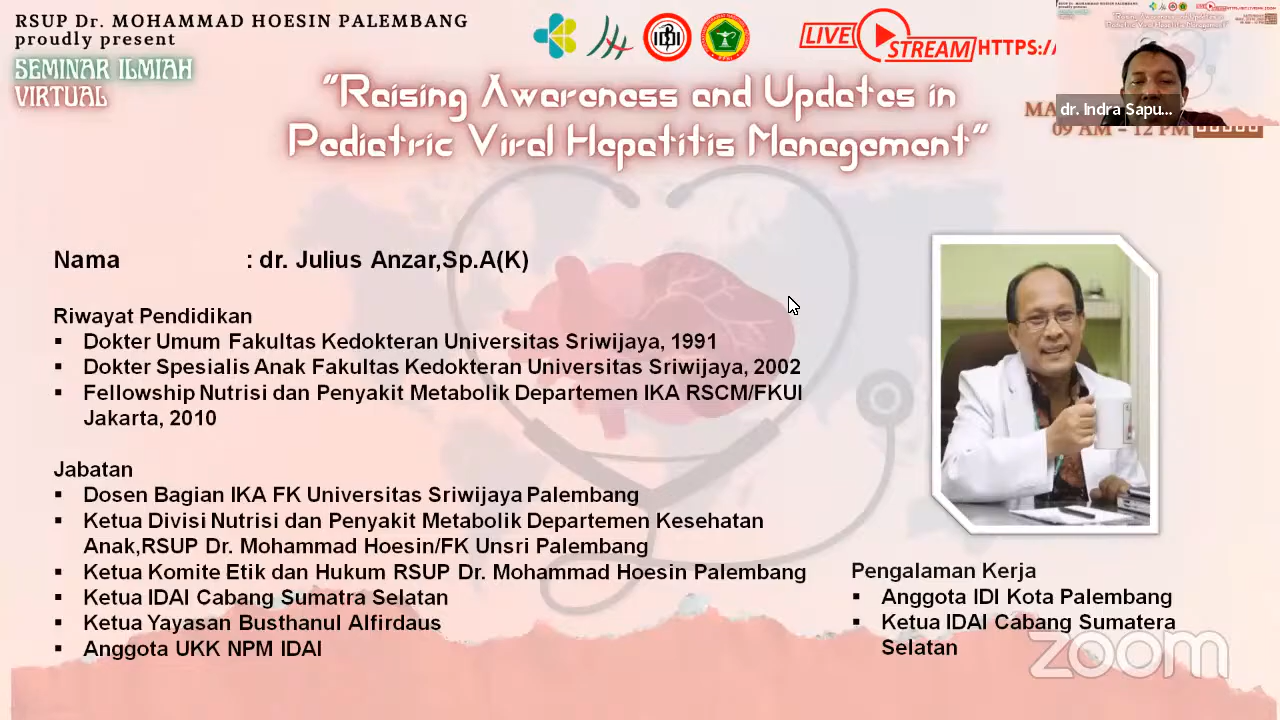 RSUP Dr. MOHAMMAD HOESIN PALEMBANG
proudly present
SEMINAR ILMIAH
VIRTUAL
LIVE
STREAM
HTTPS:/
"Raising Awareness and Updates in
Pediatric Viral Hepatitis Management"
dr. Indra Sapu...
09 AM - 12 PM
Nama : dr. Julius Anzar,Sp.A(K)
Riwayat Pendidikan
▪ Dokter Umum Fakultas Kedokteran Universitas Sriwijaya, 1991
▪ Dokter Spesialis Anak Fakultas Kedokteran Universitas Sriwijaya, 2002
▪ Fellowship Nutrisi dan Penyakit Metabolik Departemen IKA RSCM/FKUI
Jakarta, 2010
Jabatan
▪ Dosen Bagian IKA FK Universitas Sriwijaya Palembang
▪ Ketua Divisi Nutrisi dan Penyakit Metabolik Departemen Kesehatan
Anak,RSUP Dr. Mohammad Hoesin/FK Unsri Palembang
▪ Ketua Komite Etik dan Hukum RSUP Dr. Mohammad Hoesin Palembang
▪ Ketua IDAI Cabang Sumatra Selatan
▪ Ketua Yayasan Busthanul Alfirdaus
▪ Anggota UKK NPM IDAI
Pengalaman Kerja
▪ Anggota IDI Kota Palembang
▪ Ketua IDAI Cabang Sumatera
Selatan
zoom